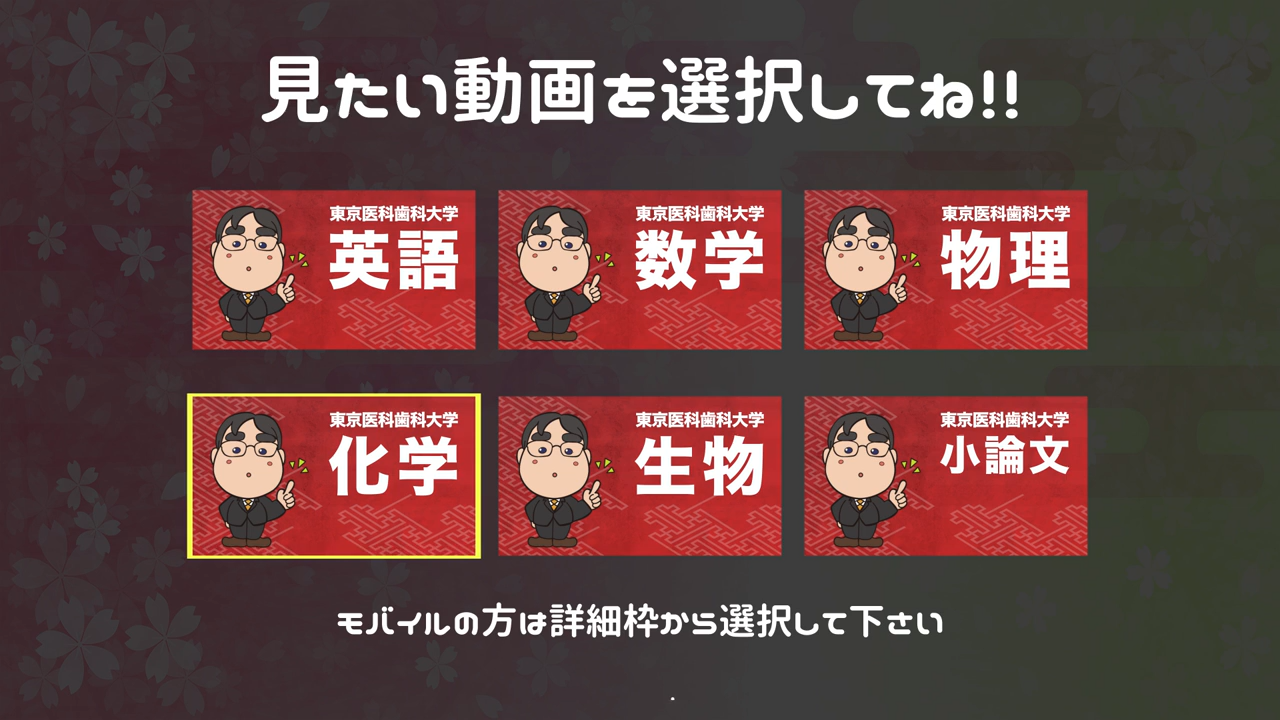 見たい動画を選択してね!!
東京医科歯科大学
英語
東京医科歯科大学
数学
東京医科歯科大学
物理
東京医科歯科大学
化学
東京医科歯科大学
生物
東京医科歯科大学
小論文
モバイルの方は詳細枠から選択して下さい